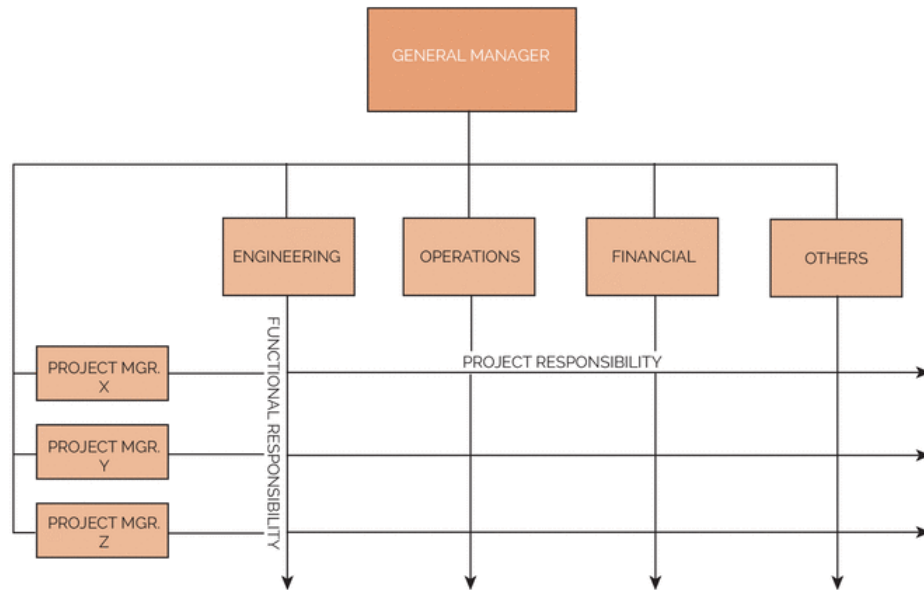 GENERAL MANAGER
ENGINEERING
OPERATIONS
FINANCIAL
OTHERS
FUNCTIONAL RESPONSIBILITY
PROJECT RESPONSIBILITY
PROJECT MGR.
X
PROJECT MGR.
Y
PROJECT MGR.
Z